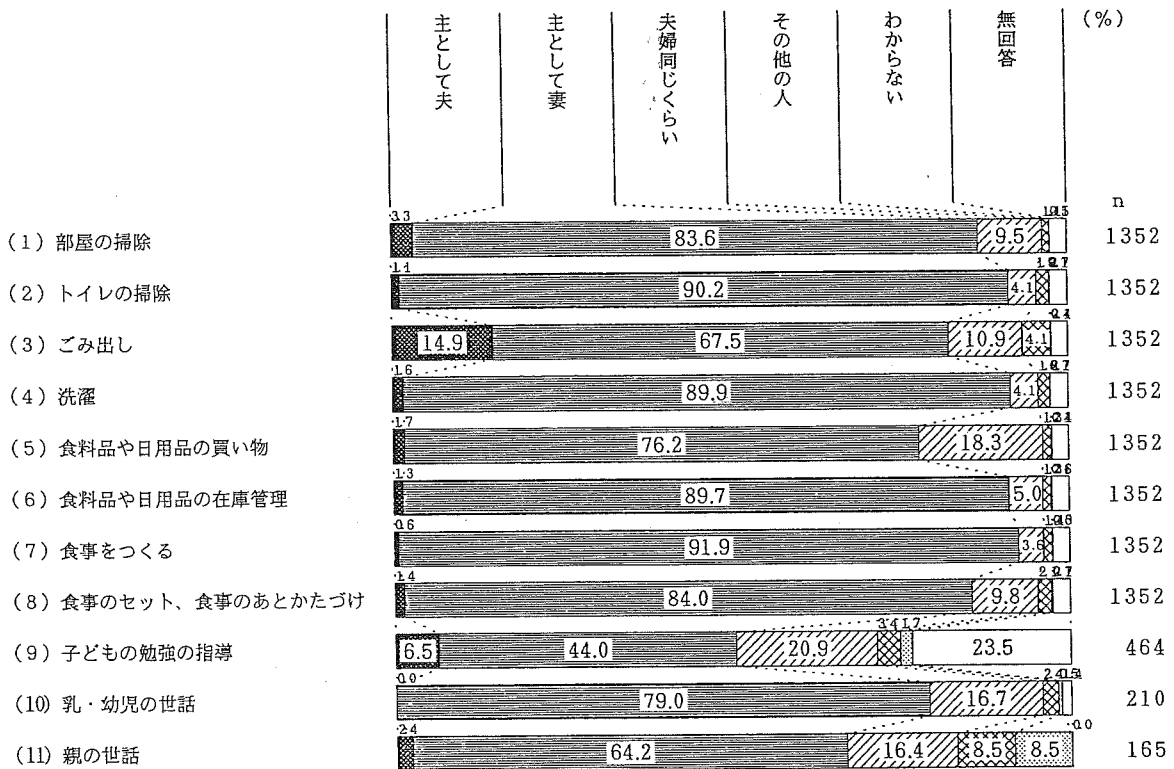 主として夫
主として妻
夫婦同じくらい
その他の人
わからない
無回答
(%)
n
3.3
(1) 部屋の掃除 83.6 9.5 1352
1.1
(2) トイレの掃除 90.2 4.1 1352
(3) ごみ出し 14.9 67.5 10.9 4.1 1352
1.6
(4) 洗濯 89.9 4.1 1352
1.7
(5) 食料品や日用品の買い物 76.2 18.3 1352
1.3
(6) 食料品や日用品の在庫管理 89.7 5.0 1352
0.6
(7) 食事をつくる 91.9 3.6 1352
1.4
(8) 食事のセット、食事のあとかたづけ 84.0 9.8 1352
3.4 1.7
(9) 子どもの勉強の指導 6.5 44.0 20.9 23.5 464
0.0
(10) 乳・幼児の世話 79.0 16.7 210
2.4 0.0
(11) 親の世話 64.2 16.4 8.5 8.5 165